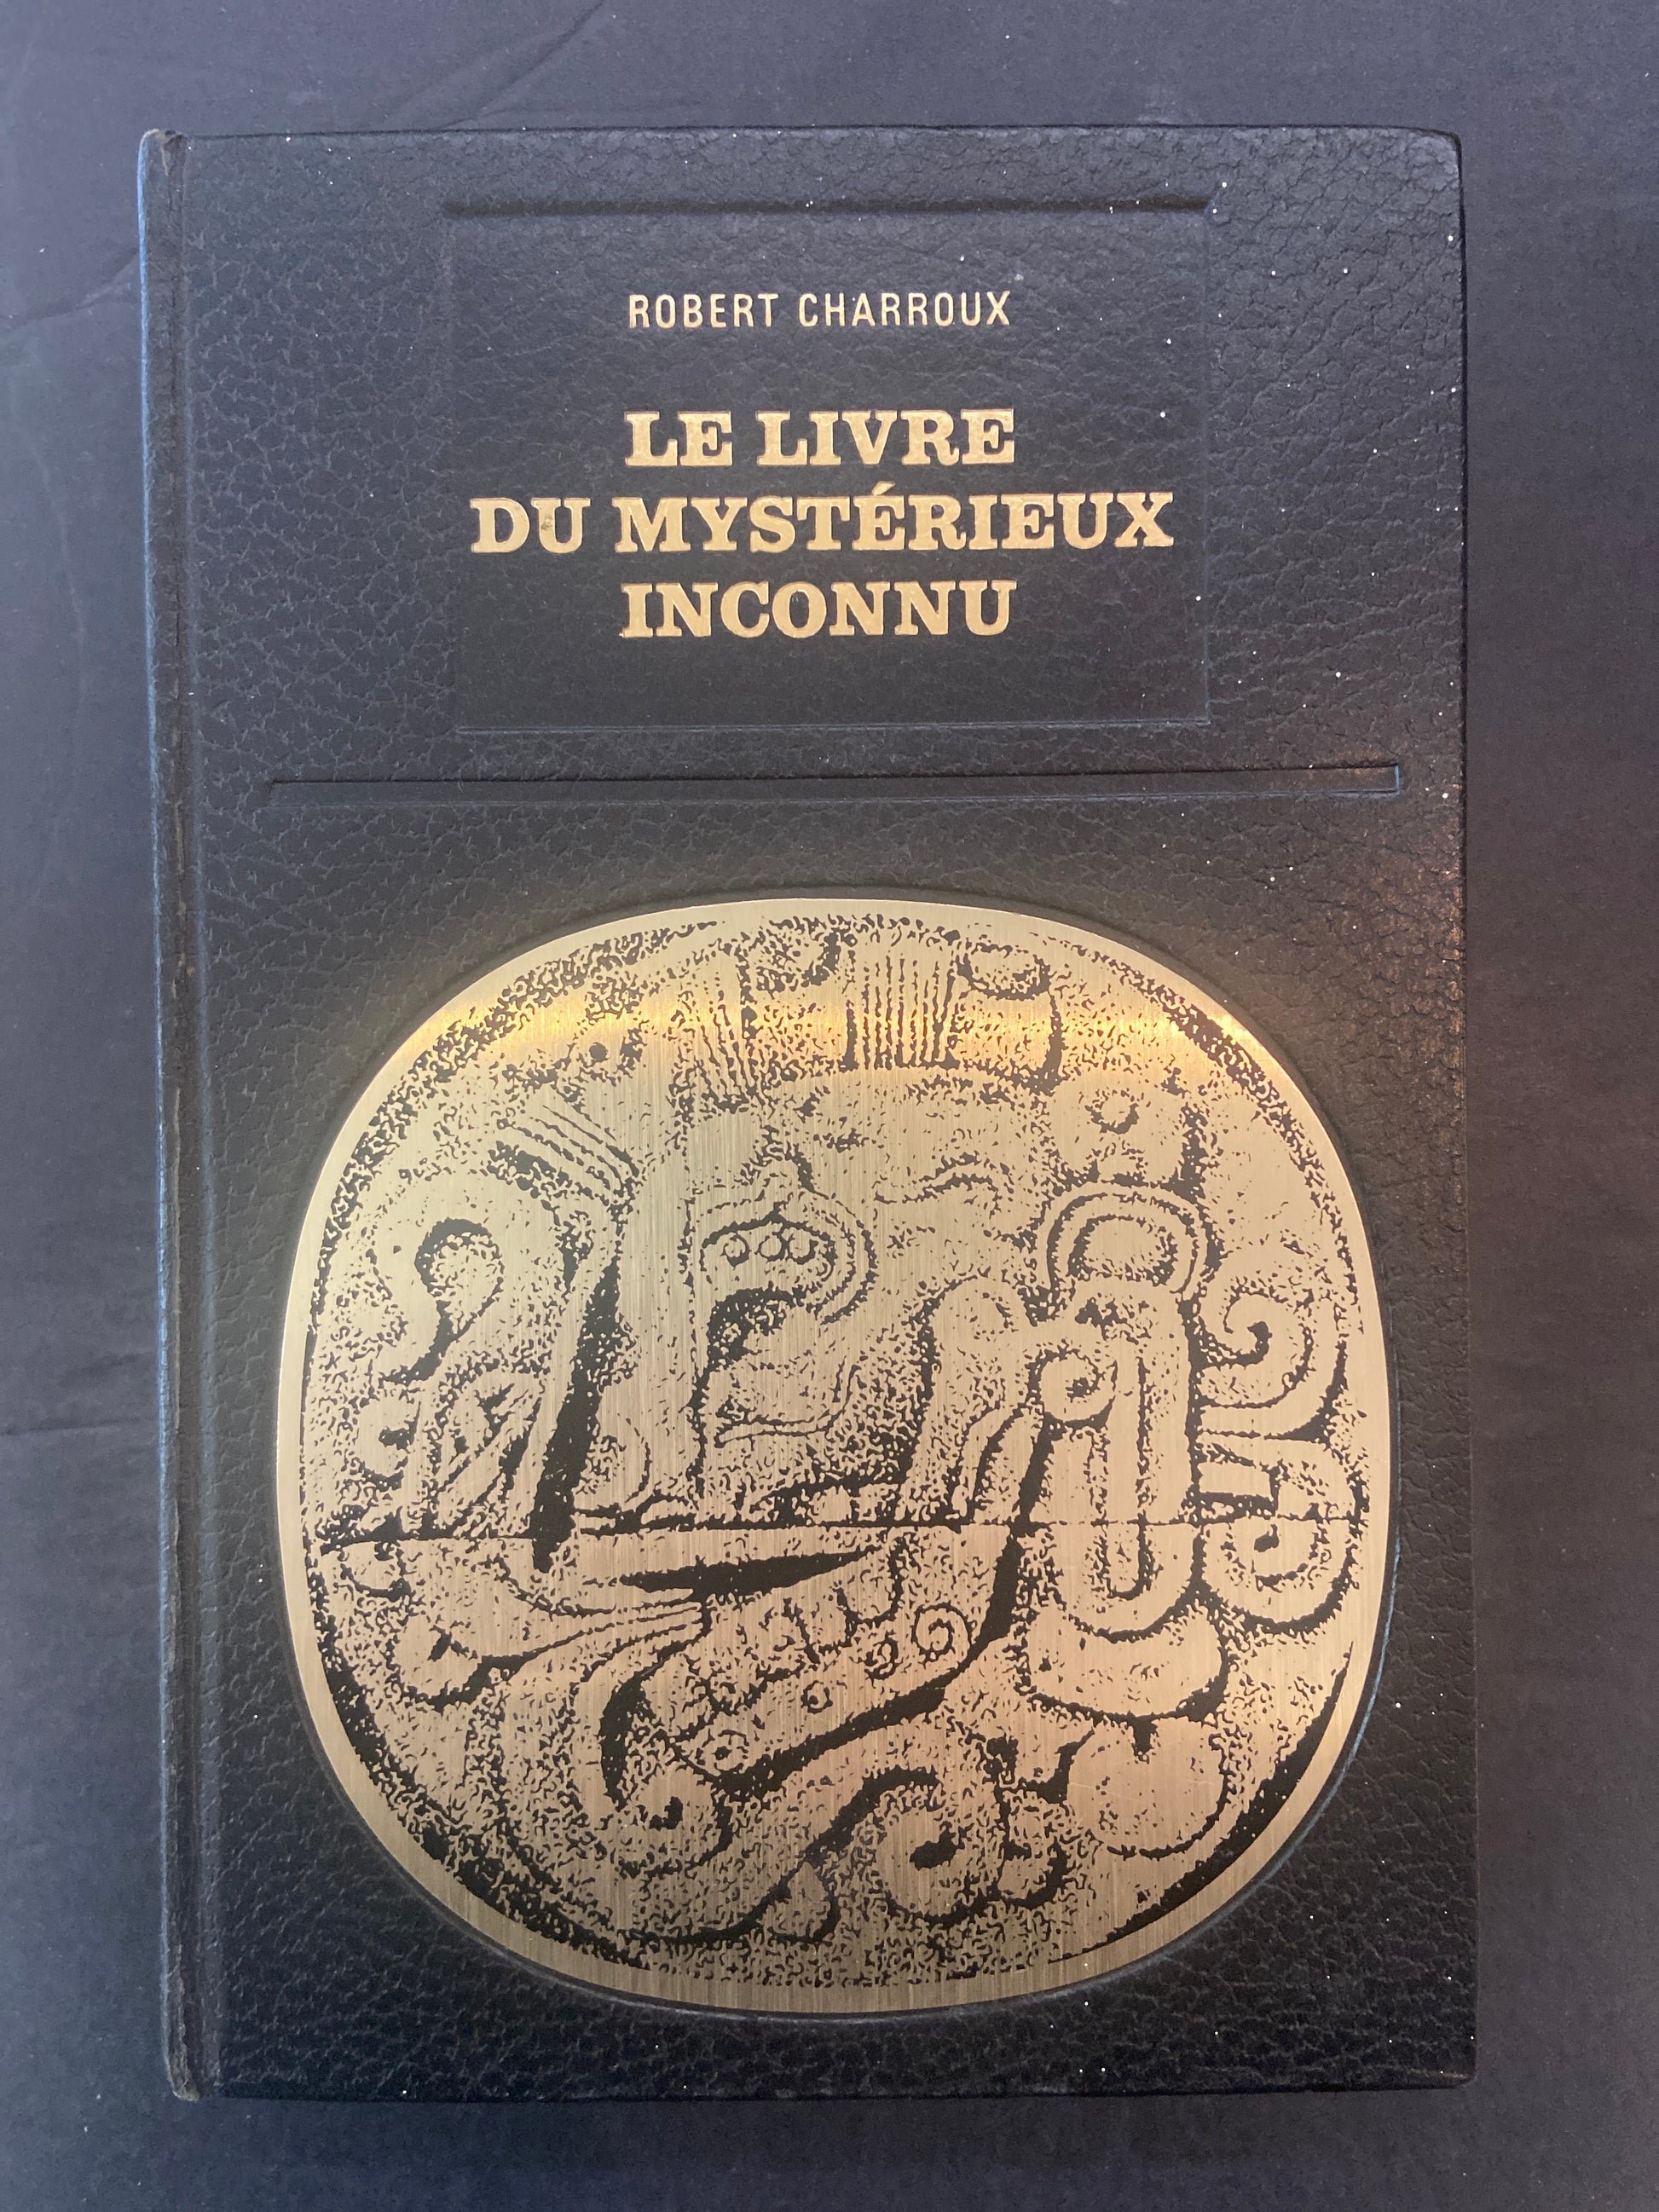 ROBERT CHARROUX
LE LIVRE
DU MYSTÉRIEUX
INCONNU